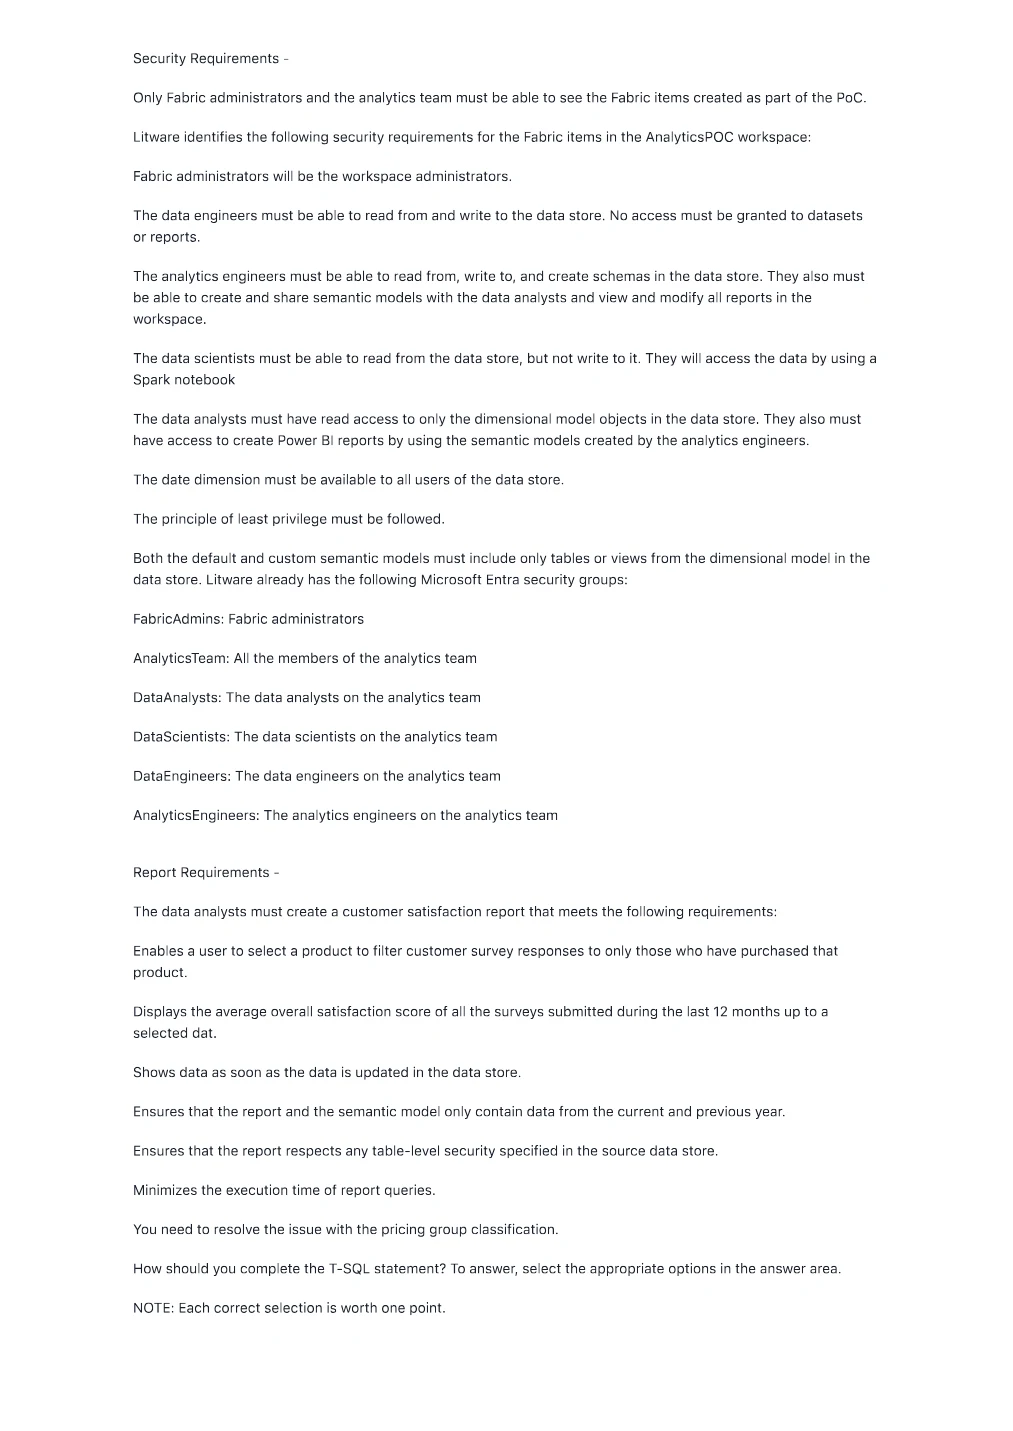 Security Requirements -
Only Fabric administrators and the analytics team must be able to see the Fabric items created as part of the PoC.
Litware identifies the following security requirements for the Fabric items in the AnalyticsPOC workspace:
Fabric administrators will be the workspace administrators.
The data engineers must be able to read from and write to the data store. No access must be granted to datasets
or reports.
The analytics engineers must be able to read from, write to, and create schemas in the data store. They also must
be able to create and share semantic models with the data analysts and view and modify all reports in the
workspace.
The data scientists must be able to read from the data store, but not write to it. They will access the data by using a
Spark notebook
The data analysts must have read access to only the dimensional model objects in the data store. They also must
have access to create Power BI reports by using the semantic models created by the analytics engineers.
The date dimension must be available to all users of the data store.
The principle of least privilege must be followed.
Both the default and custom semantic models must include only tables or views from the dimensional model in the
data store. Litware already has the following Microsoft Entra security groups:
FabricAdmins: Fabric administrators
AnalyticsTeam: All the members of the analytics team
DataAnalysts: The data analysts on the analytics team
DataScientists: The data scientists on the analytics team
DataEngineers: The data engineers on the analytics team
AnalyticsEngineers: The analytics engineers on the analytics team
Report Requirements -
The data analysts must create a customer satisfaction report that meets the following requirements:
Enables a user to select a product to filter customer survey responses to only those who have purchased that
product.
Displays the average overall satisfaction score of all the surveys submitted during the last 12 months up to a
selected dat.
Shows data as soon as the data is updated in the data store.
Ensures that the report and the semantic model only contain data from the current and previous year.
Ensures that the report respects any table-level security specified in the source data store.
Minimizes the execution time of report queries.
You need to resolve the issue with the pricing group classification.
How should you complete the T-SQL statement? To answer, select the appropriate options in the answer area.
NOTE: Each correct selection is worth one point.